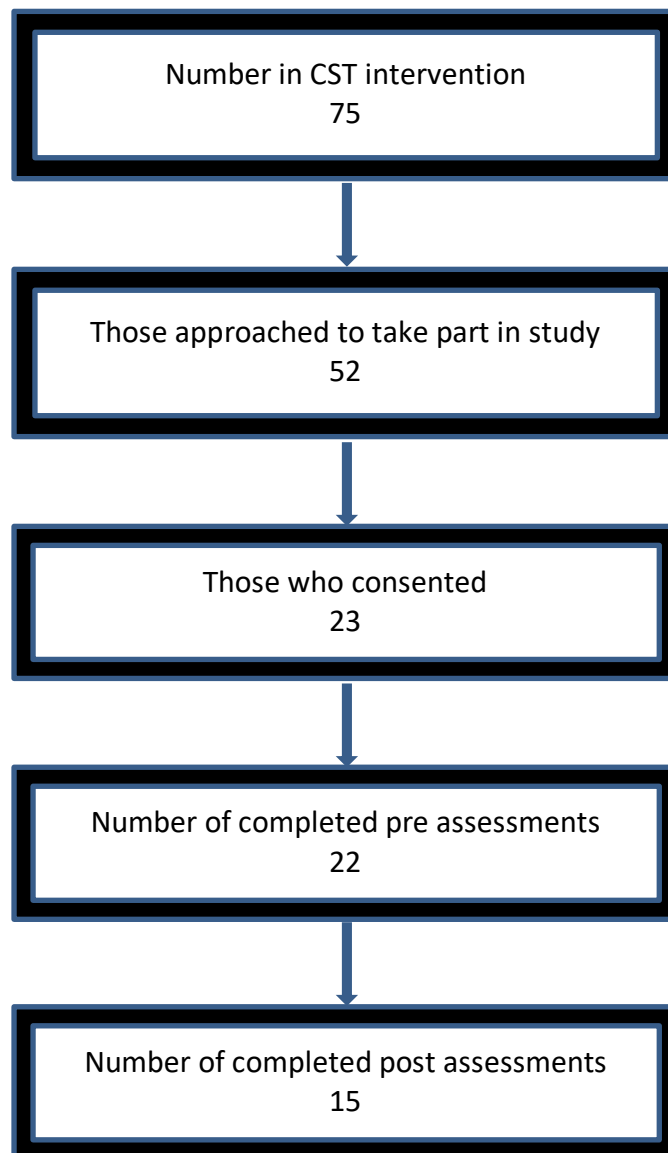 Number in CST intervention
75
Those approached to take part in study
52
Those who consented
23
Number of completed pre assessments
22
Number of completed post assessments
15